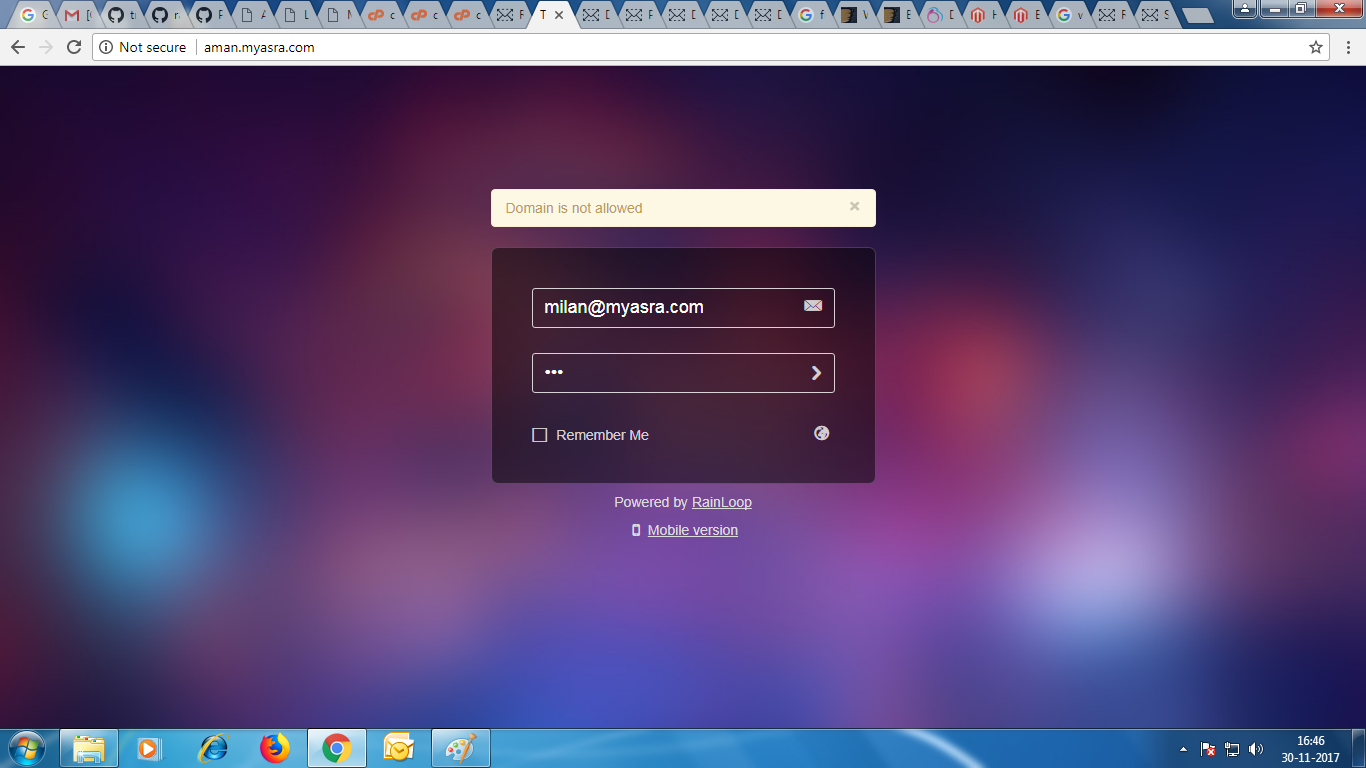 Not secure
aman.myasra.com
Domain is not allowed
milan@myasra.com
•••
Remember Me
Powered by RainLoop
Mobile version
16:46
30-11-2017